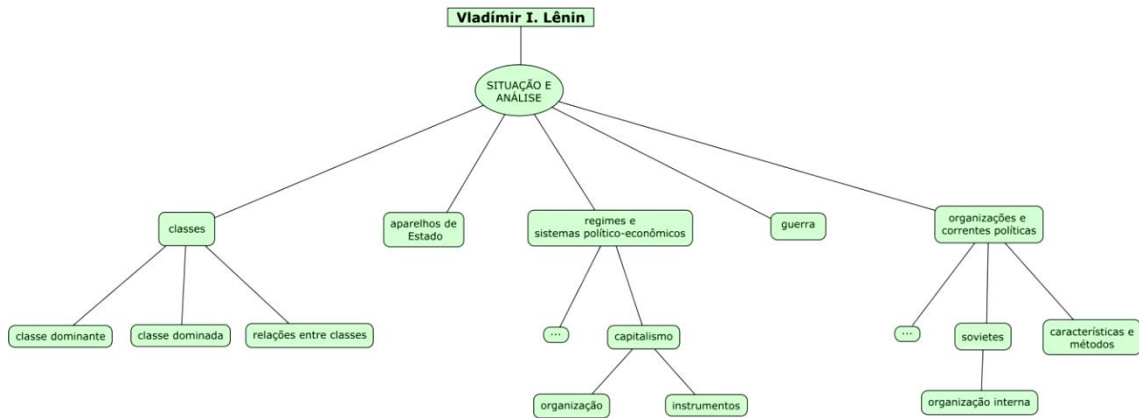 Vladímir I. Lênin
SITUAÇÃO E
ANÁLISE
classes
aparelhos de
Estado
regimes e
sistemas político-econômicos
guerra
organizações e
correntes políticas
classe dominante
classe dominada
relações entre classes
...
capitalismo
...
sovietes
características e
métodos
organização
instrumentos
organização interna